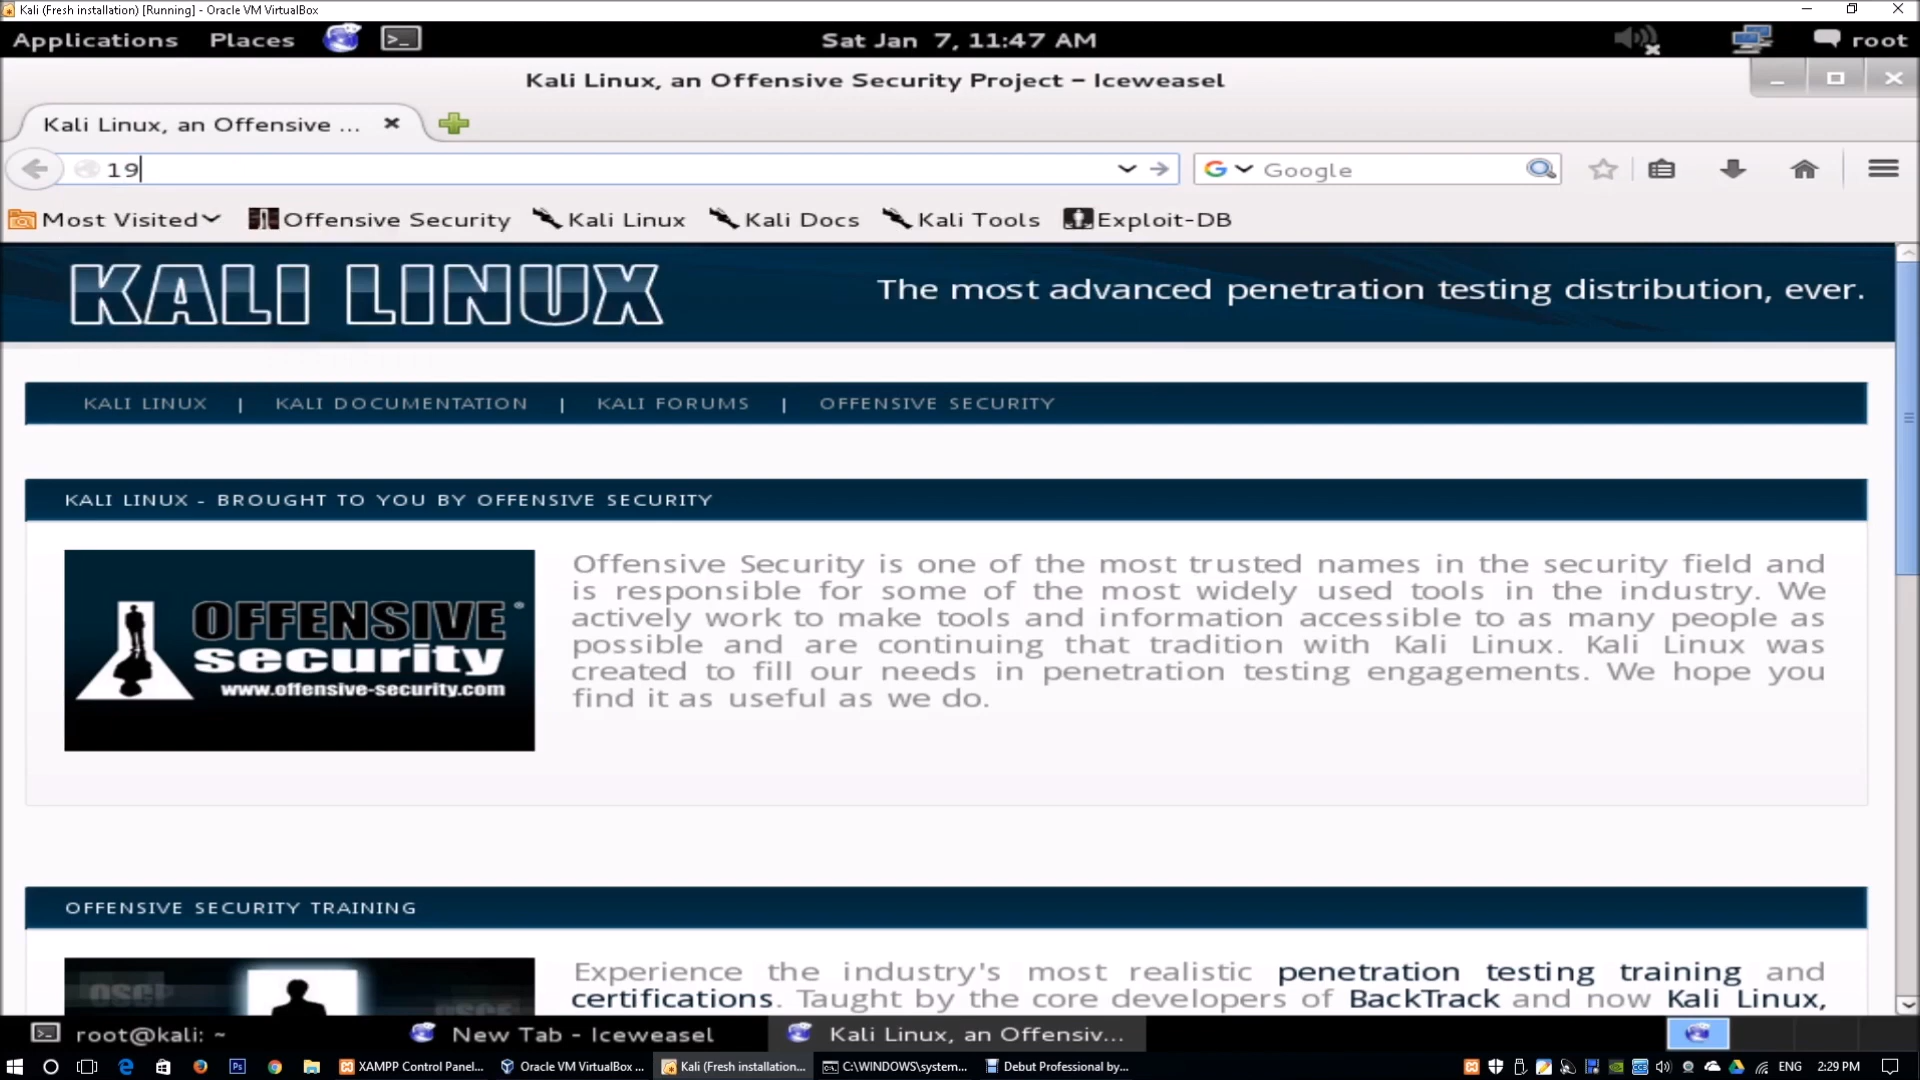 Kali (Fresh installation) [Running] - Oracle VM VirtualBox
Applications Places Sat Jan 7, 11:47 AM root
Kali Linux, an Offensive Security Project – Iceweasel
Kali Linux, an Offensive ...
19 Google
Most Visited Offensive Security Kali Linux Kali Docs Kali Tools Exploit-DB
KALI LINUX The most advanced penetration testing distribution, ever.
KALI LINUX | KALI DOCUMENTATION | KALI FORUMS | OFFENSIVE SECURITY
KALI LINUX - BROUGHT TO YOU BY OFFENSIVE SECURITY
OFFENSIVE®
security
www.offensive-security.com
Offensive Security is one of the most trusted names in the security field and
is responsible for some of the most widely used tools in the industry. We
actively work to make tools and information accessible to as many people as
possible and are continuing that tradition with Kali Linux. Kali Linux was
created to fill our needs in penetration testing engagements. We hope you
find it as useful as we do.
OFFENSIVE SECURITY TRAINING
OSCP
Experience the industry's most realistic penetration testing training and
certifications. Taught by the core developers of BackTrack and now Kali Linux,
root@kali: ~ New Tab - Iceweasel Kali Linux, an Offensiv...
XAMPP Control Panel... Oracle VM VirtualBox ... Kali (Fresh installation... C:\WINDOWS\system... Debut Professional by... ENG 2:29 PM